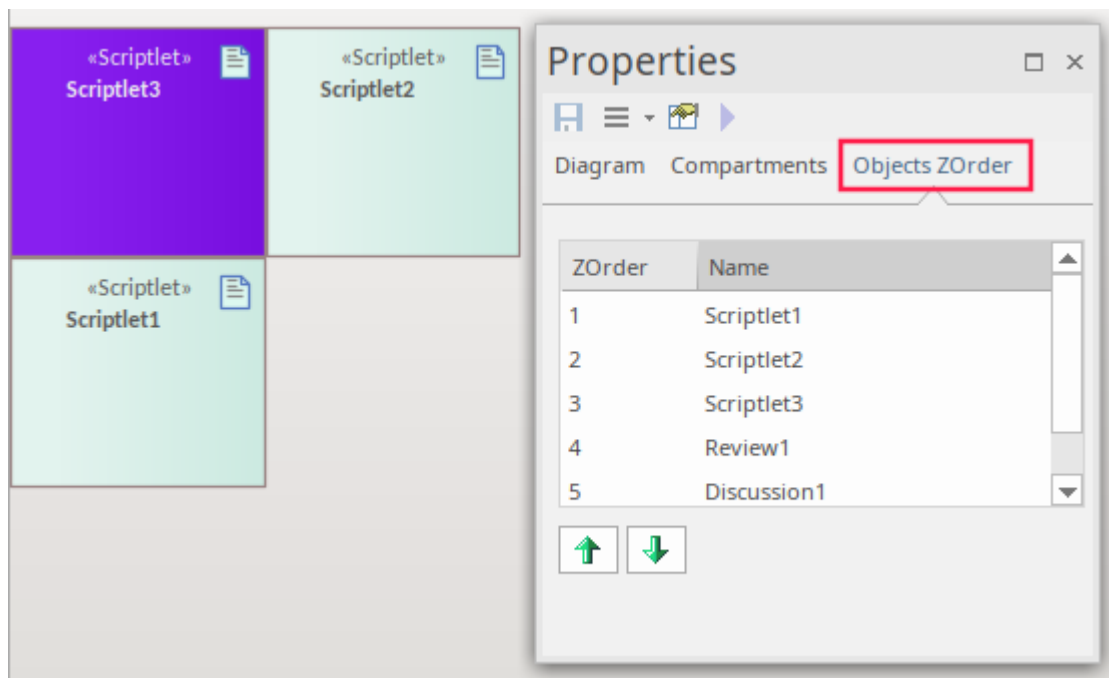 «Scriptlet»
Scriptlet3
«Scriptlet»
Scriptlet2
«Scriptlet»
Scriptlet1
Properties
Diagram Compartments Objects ZOrder
ZOrder Name
1 Scriptlet1
2 Scriptlet2
3 Scriptlet3
4 Review1
5 Discussion1